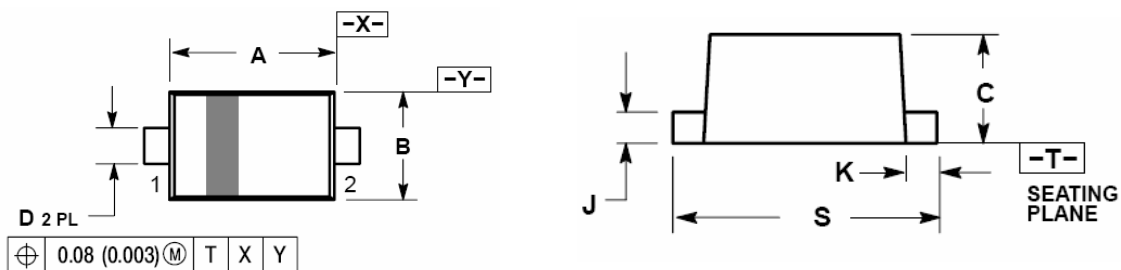 A
-X-
-Y-
B
1
2
D 2 PL
⌖ 0.08 (0.003) Ⓜ T X Y
C
J
K
S
-T-
SEATING
PLANE